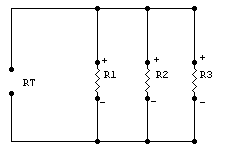 + + +
RT R1 R2 R3
- - -